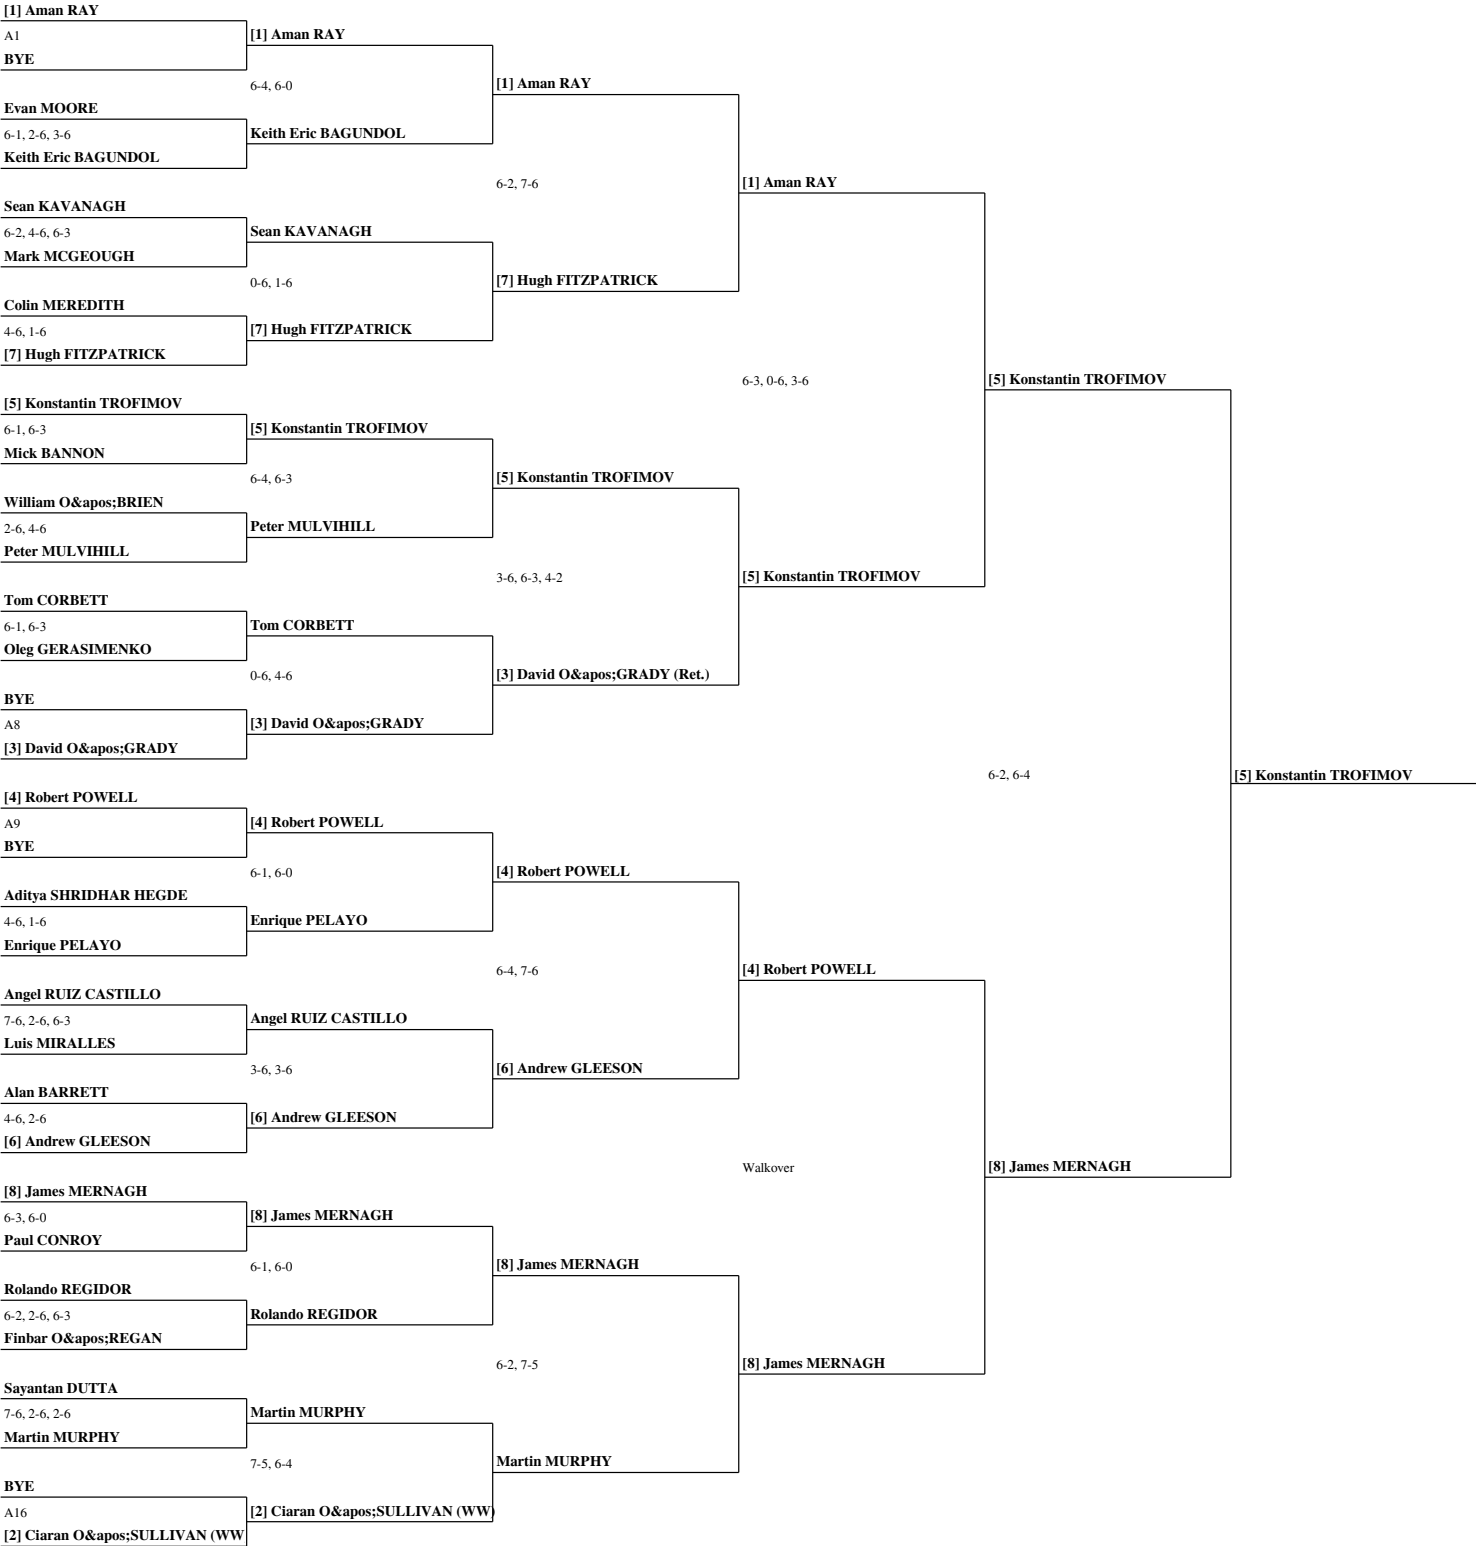 [1] Aman RAY
A1
BYE
Evan MOORE
6-1, 2-6, 3-6
Keith Eric BAGUNDOL
Sean KAVANAGH
6-2, 4-6, 6-3
Mark MCGEOUGH
Colin MEREDITH
4-6, 1-6
[7] Hugh FITZPATRICK
[5] Konstantin TROFIMOV
6-1, 6-3
Mick BANNON
William O&apos;BRIEN
2-6, 4-6
Peter MULVIHILL
Tom CORBETT
6-1, 6-3
Oleg GERASIMENKO
BYE
A8
[3] David O&apos;GRADY
[4] Robert POWELL
A9
BYE
Aditya SHRIDHAR HEGDE
4-6, 1-6
Enrique PELAYO
Angel RUIZ CASTILLO
7-6, 2-6, 6-3
Luis MIRALLES
Alan BARRETT
4-6, 2-6
[6] Andrew GLEESON
[8] James MERNAGH
6-3, 6-0
Paul CONROY
Rolando REGIDOR
6-2, 2-6, 6-3
Finbar O&apos;REGAN
Sayantan DUTTA
7-6, 2-6, 2-6
Martin MURPHY
BYE
A16
[2] Ciaran O&apos;SULLIVAN (WW
[1] Aman RAY
6-4, 6-0
Keith Eric BAGUNDOL
Sean KAVANAGH
0-6, 1-6
[7] Hugh FITZPATRICK
[5] Konstantin TROFIMOV
6-4, 6-3
Peter MULVIHILL
Tom CORBETT
0-6, 4-6
[3] David O&apos;GRADY
[4] Robert POWELL
6-1, 6-0
Enrique PELAYO
Angel RUIZ CASTILLO
3-6, 3-6
[6] Andrew GLEESON
[8] James MERNAGH
6-1, 6-0
Rolando REGIDOR
Martin MURPHY
7-5, 6-4
[2] Ciaran O&apos;SULLIVAN (WW)
[1] Aman RAY
6-2, 7-6
[7] Hugh FITZPATRICK
[5] Konstantin TROFIMOV
3-6, 6-3, 4-2
[3] David O&apos;GRADY (Ret.)
[4] Robert POWELL
6-4, 7-6
[6] Andrew GLEESON
[8] James MERNAGH
6-2, 7-5
Martin MURPHY
[1] Aman RAY
6-3, 0-6, 3-6
[5] Konstantin TROFIMOV
[4] Robert POWELL
Walkover
[8] James MERNAGH
[5] Konstantin TROFIMOV
6-2, 6-4
[8] James MERNAGH
[5] Konstantin TROFIMOV